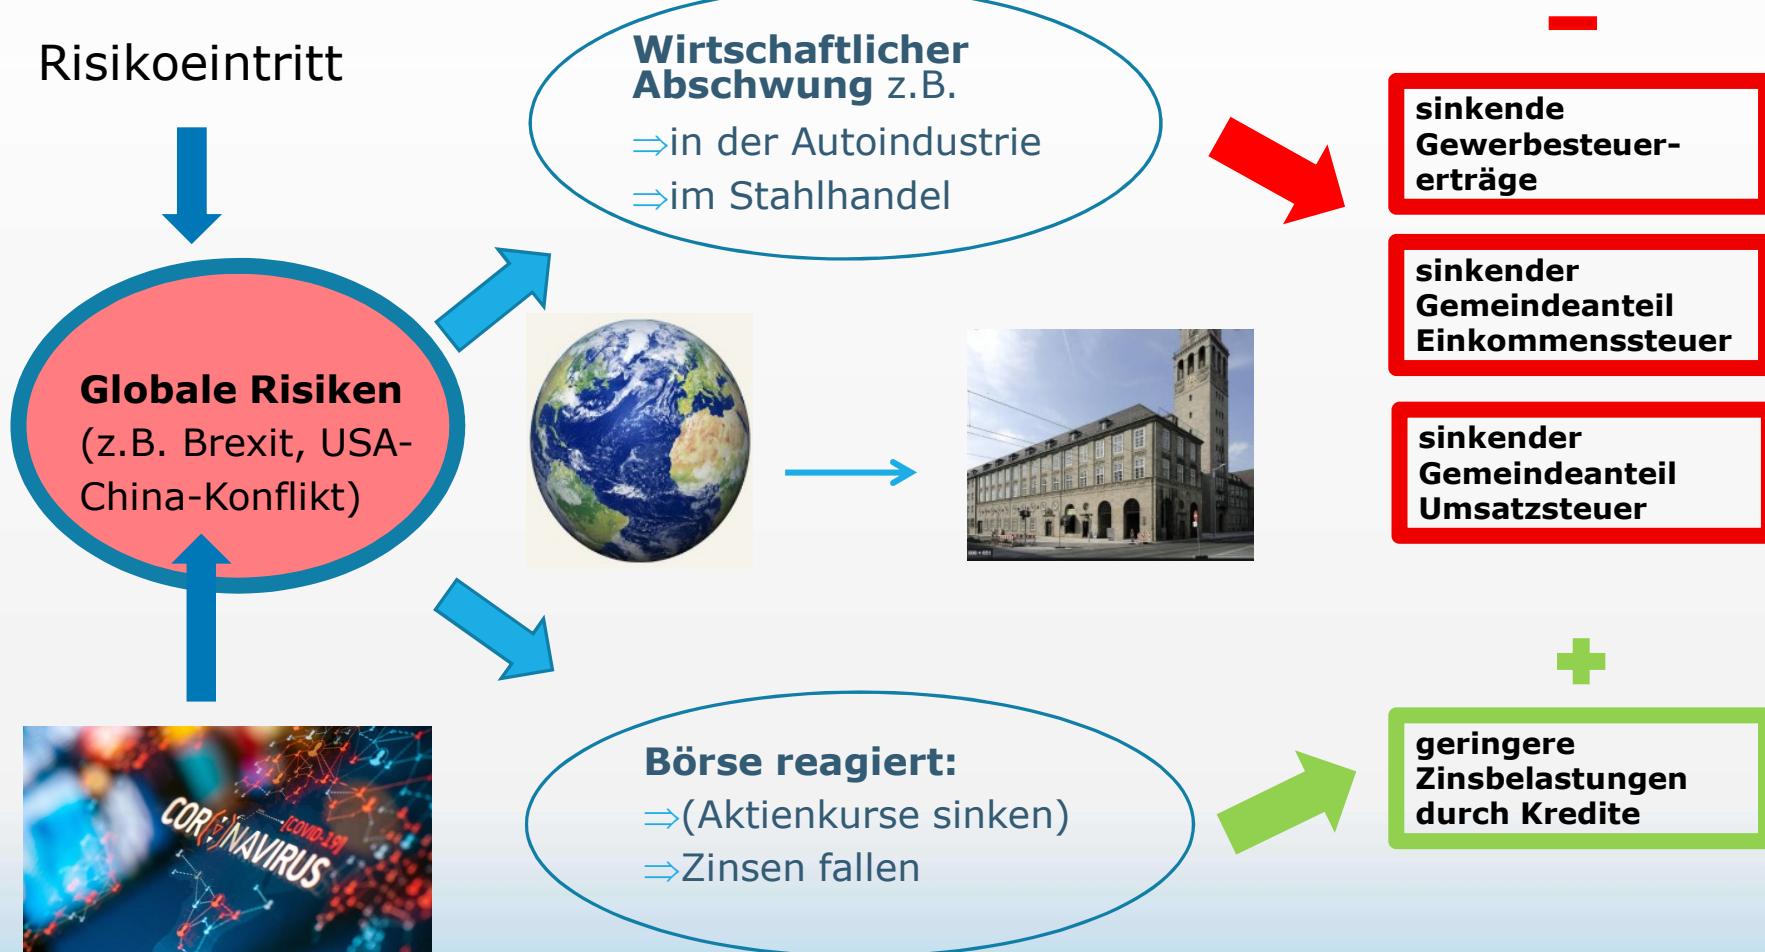 Risikoeintritt
Wirtschaftlicher
Abschwung z.B.
⇒in der Autoindustrie
⇒im Stahlhandel
sinkende
Gewerbesteuer-
erträge
sinkender
Gemeindeanteil
Einkommenssteuer
Globale Risiken
(z.B. Brexit, USA-
China-Konflikt)
sinkender
Gemeindeanteil
Umsatzsteuer
CORONAVIRUS
[COVID-19]
Börse reagiert:
⇒(Aktienkurse sinken)
⇒Zinsen fallen
geringere
Zinsbelastungen
durch Kredite